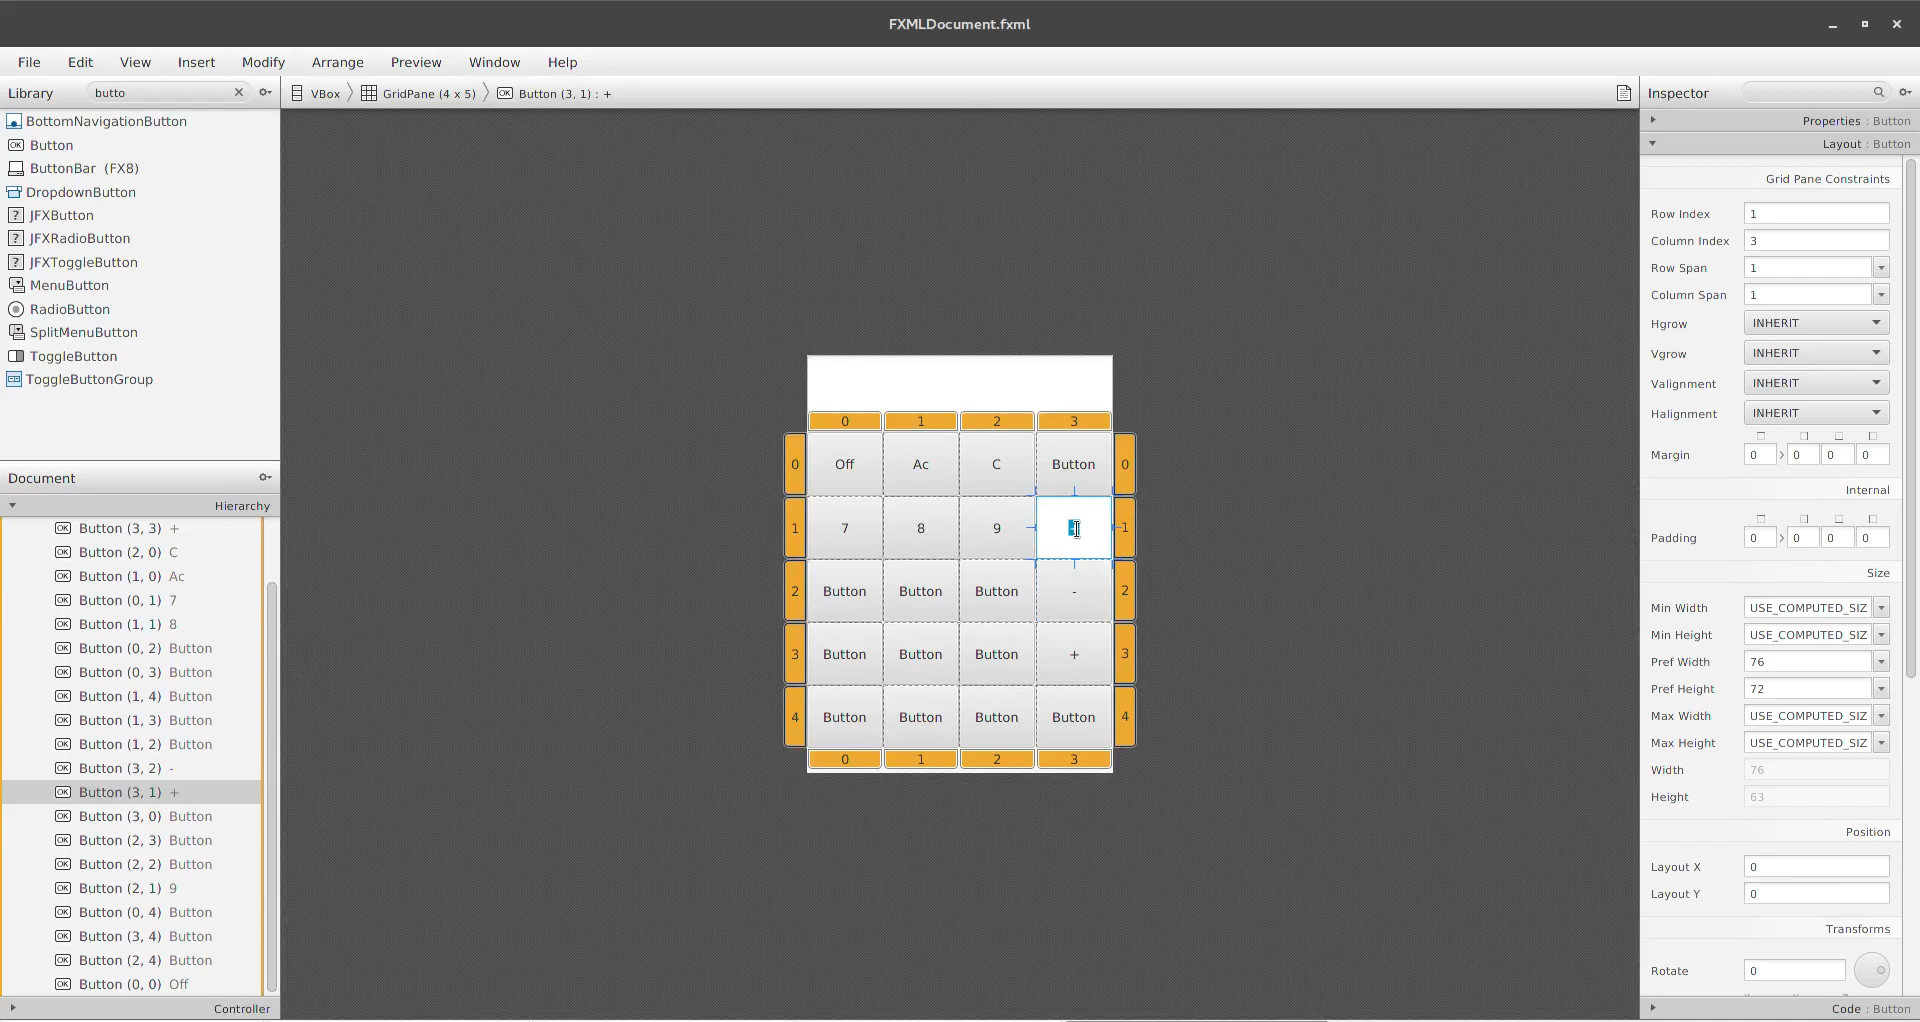 FXMLDocument.fxml
File Edit View Insert Modify Arrange Preview Window Help
Library butto
VBox GridPane (4 x 5) Button (3, 1) : +
Inspector
BottomNavigationButton
Button
ButtonBar (FX8)
DropdownButton
JFXButton
JFXRadioButton
JFXToggleButton
MenuButton
RadioButton
SplitMenuButton
ToggleButton
ToggleButtonGroup
Document
Hierarchy
Button (3, 3) +
Button (2, 0) C
Button (1, 0) Ac
Button (0, 1) 7
Button (1, 1) 8
Button (0, 2) Button
Button (0, 3) Button
Button (1, 4) Button
Button (1, 3) Button
Button (1, 2) Button
Button (3, 2) -
Button (3, 1) +
Button (3, 0) Button
Button (2, 3) Button
Button (2, 2) Button
Button (2, 1) 9
Button (0, 4) Button
Button (3, 4) Button
Button (2, 4) Button
Button (0, 0) Off
Controller
0 1 2 3
0 Off Ac C Button 0
1 7 8 9 1
2 Button Button Button - 2
3 Button Button Button + 3
4 Button Button Button Button 4
0 1 2 3
Properties : Button
Layout : Button
Grid Pane Constraints
Row Index 1
Column Index 3
Row Span 1
Column Span 1
Hgrow INHERIT
Vgrow INHERIT
Valignment INHERIT
Halignment INHERIT
Margin 0 0 0 0
Internal
Padding 0 0 0 0
Size
Min Width USE_COMPUTED_SIZ
Min Height USE_COMPUTED_SIZ
Pref Width 76
Pref Height 72
Max Width USE_COMPUTED_SIZ
Max Height USE_COMPUTED_SIZ
Width 76
Height 63
Position
Layout X 0
Layout Y 0
Transforms
Rotate 0
Code : Button